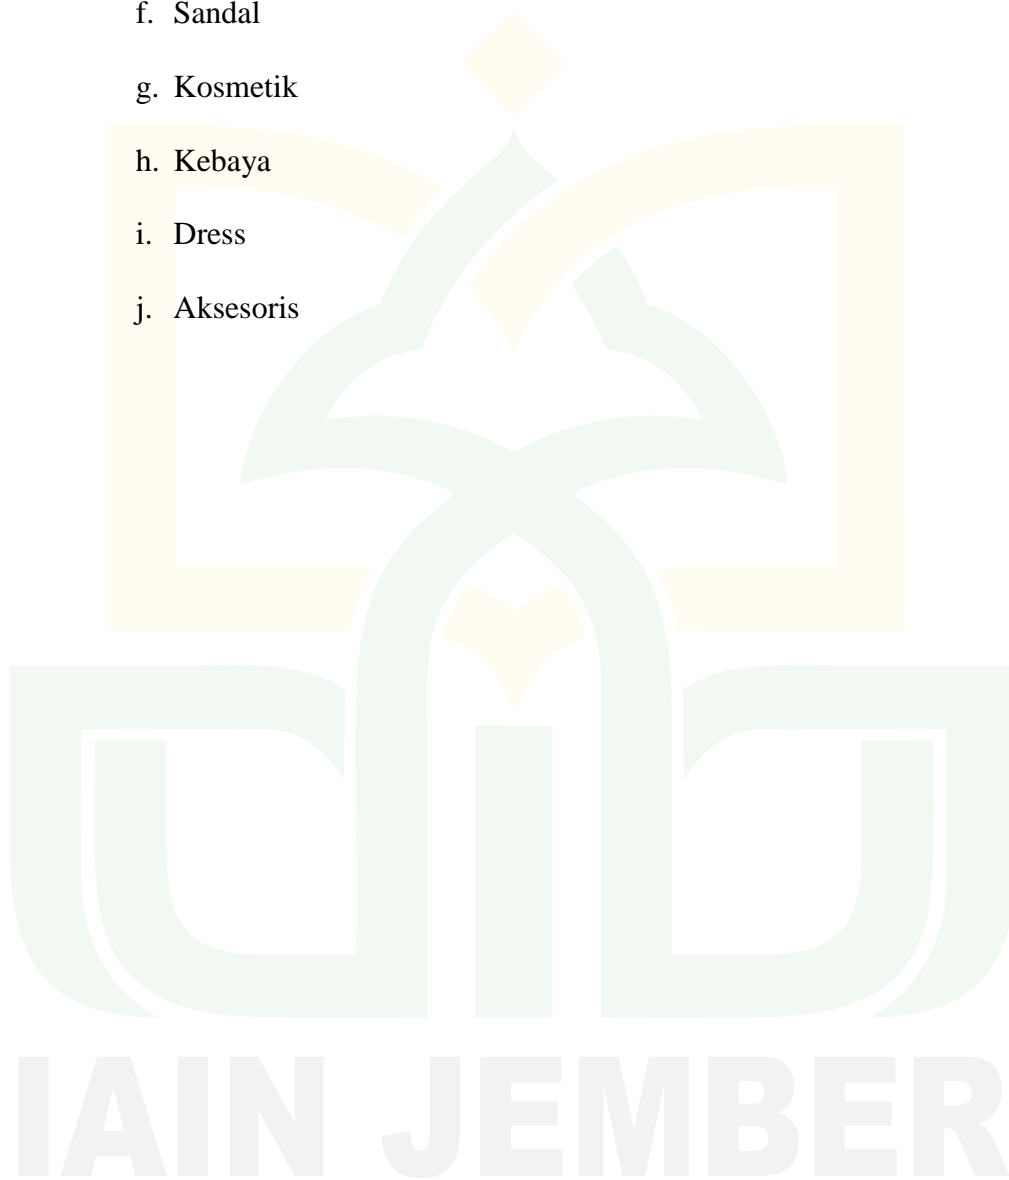 f. Sandal
g. Kosmetik
h. Kebaya
i. Dress
j. Aksesoris
IAIN JEMBER